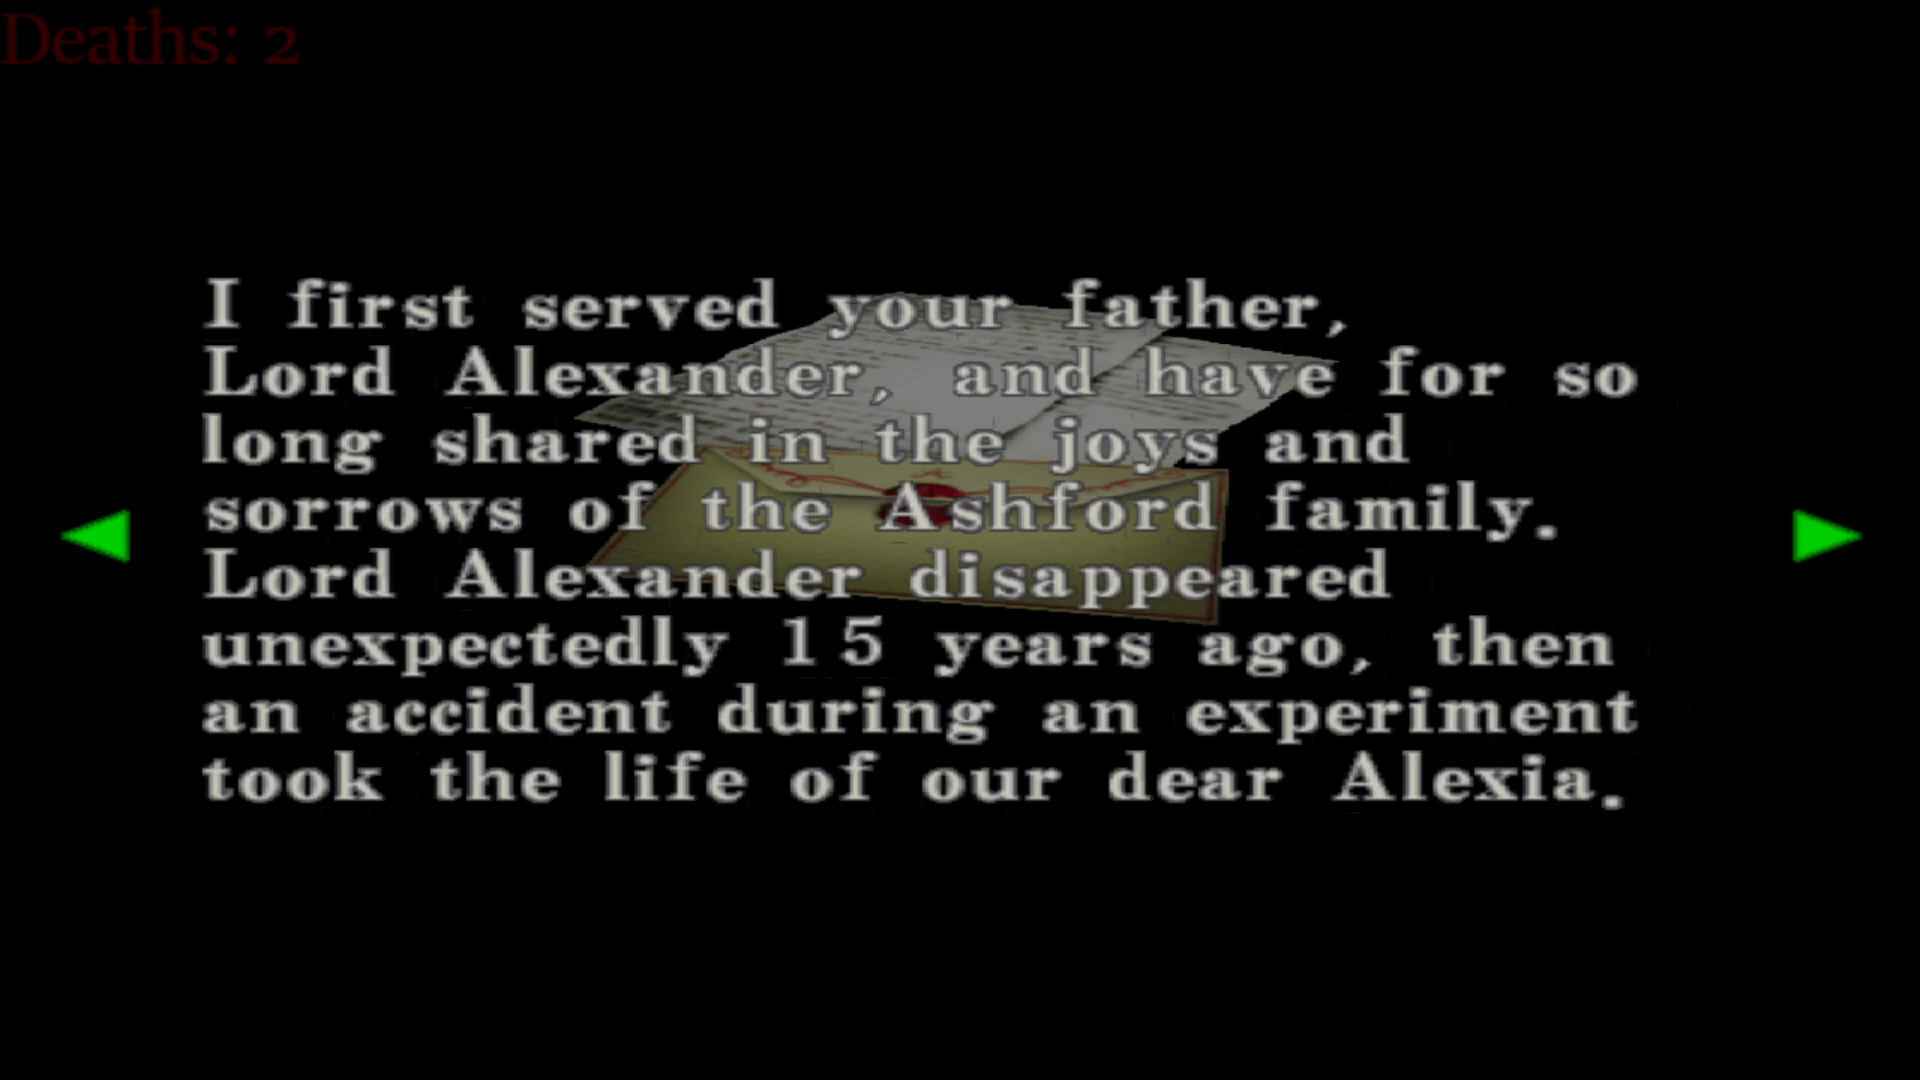 Deaths: 2
I first served your father,
Lord Alexander, and have for so
long shared in the joys and
sorrows of the Ashford family.
Lord Alexander disappeared
unexpectedly 15 years ago, then
an accident during an experiment
took the life of our dear Alexia.